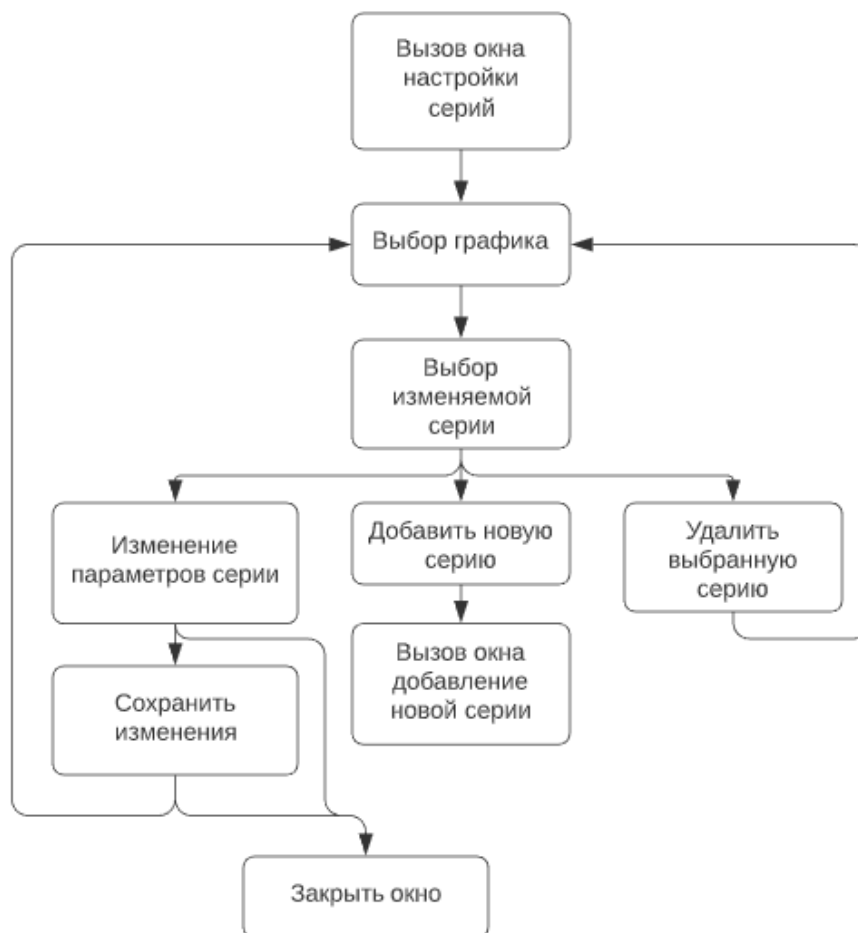 Вызов окна
настройки
серий
Выбор графика
Выбор
изменяемой
серии
Изменение
параметров серии
Добавить новую
серию
Удалить
выбранную
серию
Сохранить
изменения
Вызов окна
добавление
новой серии
Закрыть окно